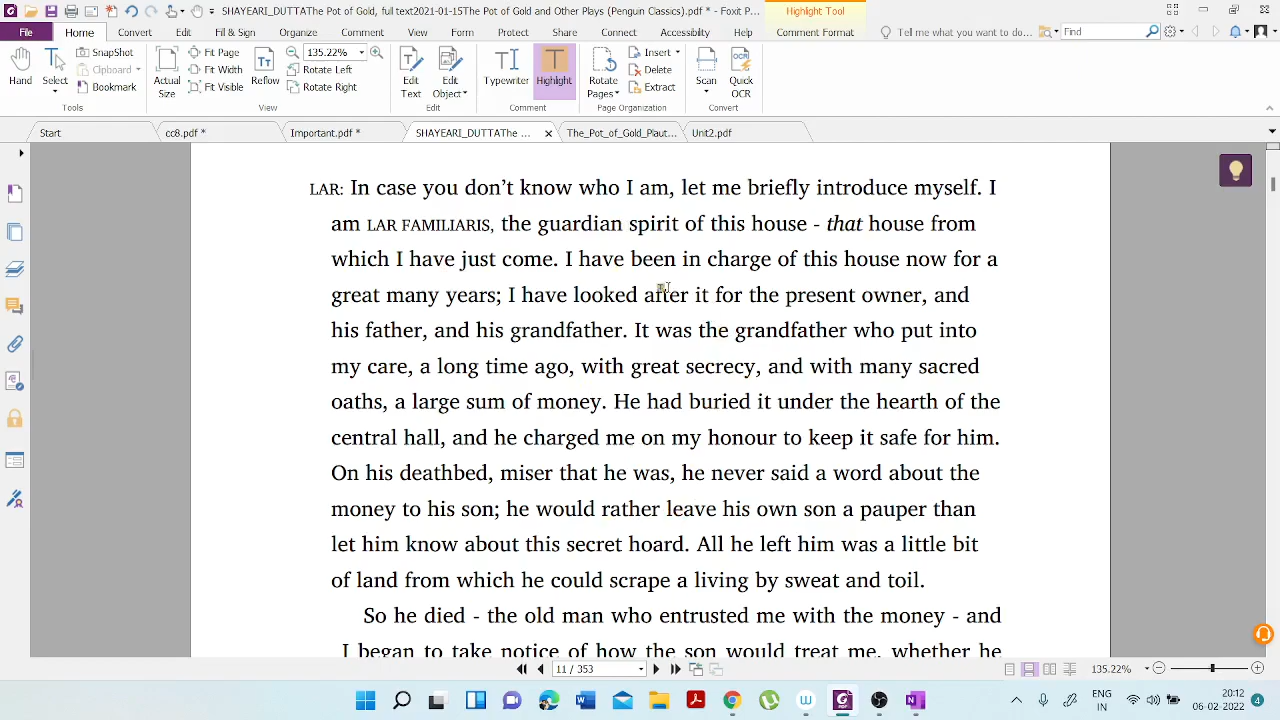 SHAYEARI_DUTTAThe Pot of Gold, full text2021-01-15The Pot of Gold and Other Plays (Penguin Classics).pdf * - Foxit P...
Highlight Tool
File Home Convert Edit Fill & Sign Organize Comment View Form Protect Share Connect Accessibility Help Comment Format Tell me what you want to do... Find
Hand Select SnapShot Clipboard Bookmark Actual Size Fit Page Fit Width Fit Visible Reflow 135.22% Rotate Left Rotate Right Edit Text Edit Object Typewriter Highlight Rotate Pages Insert Delete Extract Scan Quick OCR
Tools View Edit Comment Page Organization Convert
Start cc8.pdf * Important.pdf * SHAYEARI_DUTTAThe ... The_Pot_of_Gold_Plaut... Unit2.pdf
LAR: In case you don't know who I am, let me briefly introduce myself. I
am LAR FAMILIARIS, the guardian spirit of this house - that house from
which I have just come. I have been in charge of this house now for a
great many years; I have looked after it for the present owner, and
his father, and his grandfather. It was the grandfather who put into
my care, a long time ago, with great secrecy, and with many sacred
oaths, a large sum of money. He had buried it under the hearth of the
central hall, and he charged me on my honour to keep it safe for him.
On his deathbed, miser that he was, he never said a word about the
money to his son; he would rather leave his own son a pauper than
let him know about this secret hoard. All he left him was a little bit
of land from which he could scrape a living by sweat and toil.
So he died - the old man who entrusted me with the money - and
I began to take notice of how the son would treat me, whether he
11 / 353 135.22%
ENG 20:12
IN 06-02-2022 4